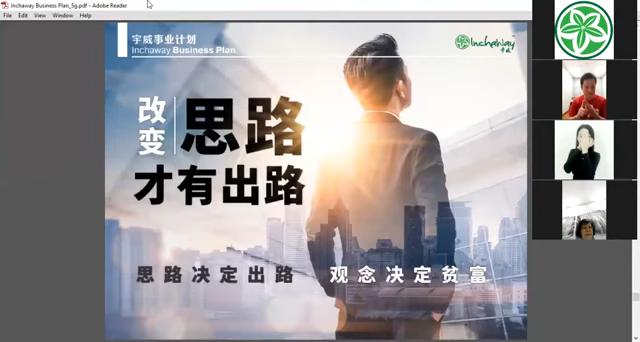 Inchaway Business Plan_Sg.pdf - Adobe Reader
File Edit View Window Help
宇威事业计划
Inchaway Business Plan
Inchaway
改变
思路
才有出路
思路决定出路 观念决定贫富